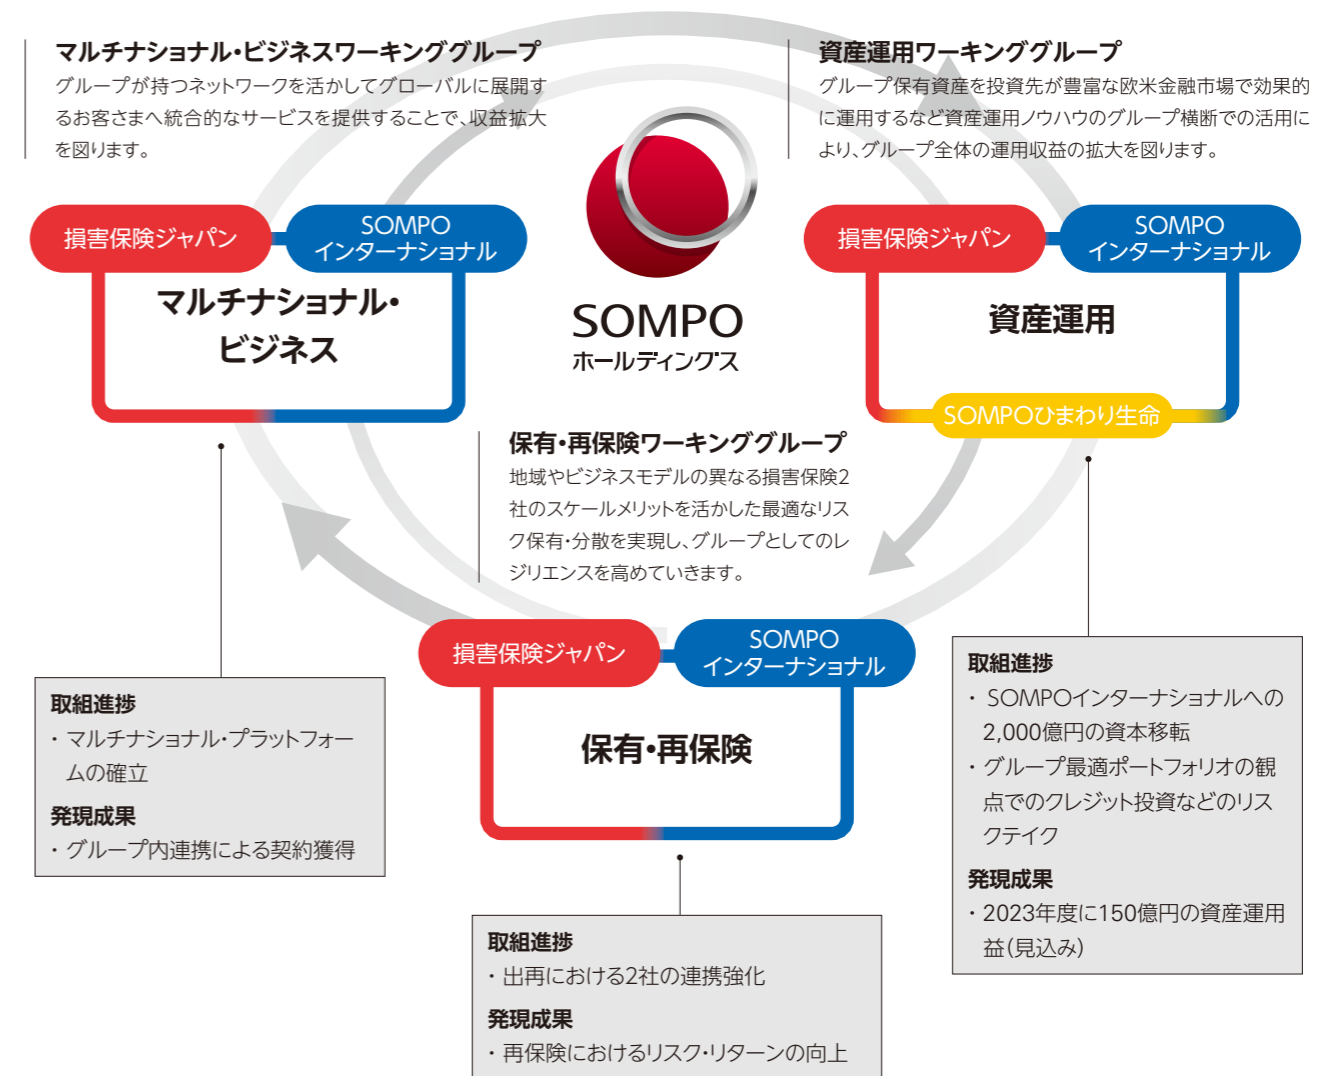 マルチナショナル・ビジネスワーキンググループ
グループが持つネットワークを活かしてグローバルに展開す
るお客さまへ統合的なサービスを提供することで、収益拡大
を図ります。
資産運用ワーキンググループ
グループ保有資産を投資先が豊富な欧米金融市場で効果的
に運用するなど資産運用ノウハウのグループ横断での活用に
より、グループ全体の運用収益の拡大を図ります。
損害保険ジャパン
SOMPO
インターナショナル
マルチナショナル・
ビジネス
SOMPO
ホールディングス
損害保険ジャパン
SOMPO
インターナショナル
資産運用
SOMPOひまわり生命
保有・再保険ワーキンググループ
地域やビジネスモデルの異なる損害保険2
社のスケールメリットを活かした最適なリス
ク保有・分散を実現し、グループとしてのレ
ジリエンスを高めていきます。
損害保険ジャパン
SOMPO
インターナショナル
保有・再保険
取組進捗
・マルチナショナル・プラットフォー
ムの確立
発現成果
・グループ内連携による契約獲得
取組進捗
・出再における2社の連携強化
発現成果
・再保険におけるリスク・リターンの向上
取組進捗
・SOMPOインターナショナルへの
2,000億円の資本移転
・グループ最適ポートフォリオの観
点でのクレジット投資などのリス
クテイク
発現成果
・2023年度に150億円の資産運用
益(見込み)